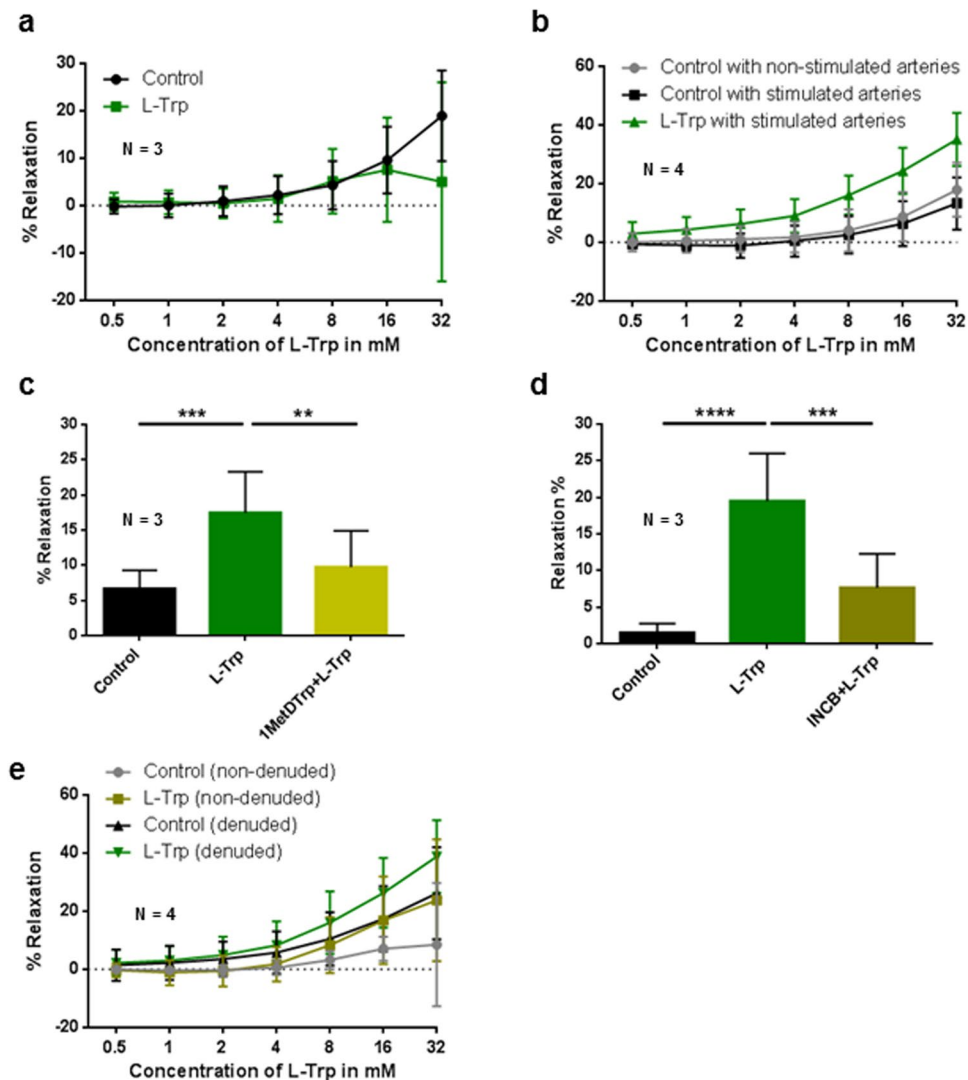 a
Control
L-Trp
N = 3
% Relaxation
30
20
10
0
-10
-20
0.5 1 2 4 8 16 32
Concentration of L-Trp in mM
b
Control with non-stimulated arteries
Control with stimulated arteries
L-Trp with stimulated arteries
N = 4
% Relaxation
60
40
20
0
-20
0.5 1 2 4 8 16 32
Concentration of L-Trp in mM
c
*** **
N = 3
% Relaxation
30
25
20
15
10
5
0
Control
L-Trp
1MetDTrp+L-Trp
d
**** ***
N = 3
Relaxation %
30
25
20
15
10
5
0
Control
L-Trp
INCB+L-Trp
e
Control (non-denuded)
L-Trp (non-denuded)
Control (denuded)
L-Trp (denuded)
N = 4
% Relaxation
60
40
20
0
-20
0.5 1 2 4 8 16 32
Concentration of L-Trp in mM